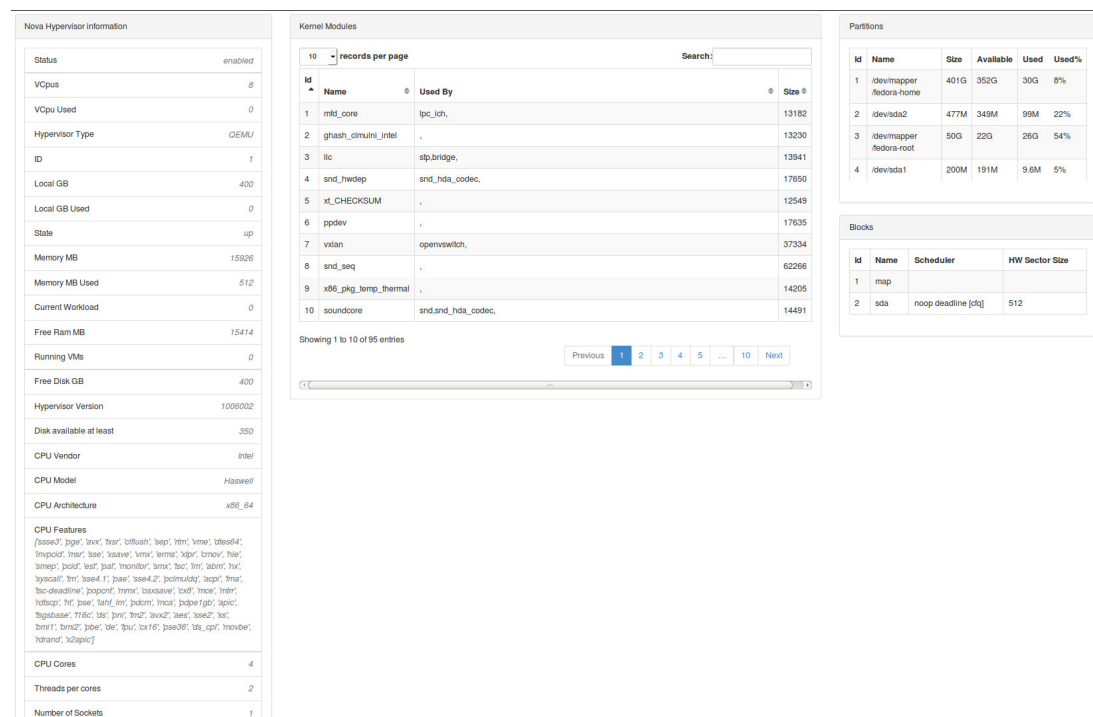 Nova Hypervisor information
Status enabled
VCpus 8
VCpu Used 0
Hypervisor Type QEMU
ID 1
Local GB 400
Local GB Used 0
State up
Memory MB 15926
Memory MB Used 512
Current Workload 0
Free Ram MB 15414
Running VMs 0
Free Disk GB 400
Hypervisor Version 1006002
Disk available at least 350
CPU Vendor Intel
CPU Model Haswell
CPU Architecture x86_64
CPU Features
['ssse3', 'pge', 'avx', 'fxsr', 'clflush', 'sep', 'rtm', 'vme', 'dtes64',
'invpcid', 'msr', 'sse', 'xsave', 'vmx', 'erms', 'xtpr', 'cmov', 'hle',
'smep', 'pcid', 'est', 'pat', 'monitor', 'smx', 'tsc', 'lm', 'abm', 'nx',
'syscall', 'tm', 'sse4.1', 'pae', 'sse4.2', 'pclmuldq', 'acpi', 'fma',
'tsc-deadline', 'popcnt', 'mmx', 'osxsave', 'cx8', 'mce', 'mtrr',
'rdtscp', 'ht', 'pse', 'lahf_lm', 'pdcm', 'mca', 'pdpe1gb', 'apic',
'fsgsbase', 'f16c', 'ds', 'pni', 'tm2', 'avx2', 'aes', 'sse2', 'ss',
'bmi1', 'bmi2', 'pbe', 'de', 'fpu', 'cx16', 'pse36', 'ds_cpl', 'movbe',
'rdrand', 'x2apic']
CPU Cores 4
Threads per cores 2
Number of Sockets 1
Kernel Modules
10 records per page Search:
Id Name Used By Size
1 mfd_core lpc_ich, 13182
2 ghash_clmulni_intel , 13230
3 llc stp,bridge, 13941
4 snd_hwdep snd_hda_codec, 17650
5 xt_CHECKSUM , 12549
6 ppdev , 17635
7 vxlan openvswitch, 37334
8 snd_seq , 62266
9 x86_pkg_temp_thermal , 14205
10 soundcore snd,snd_hda_codec, 14491
Showing 1 to 10 of 95 entries
Previous 1 2 3 4 5 ... 10 Next
Partitions
Id Name Size Available Used Used%
1 /dev/mapper 401G 352G 30G 8%
/fedora-home
2 /dev/sda2 477M 349M 99M 22%
3 /dev/mapper 50G 22G 26G 54%
/fedora-root
4 /dev/sda1 200M 191M 9.6M 5%
Blocks
Id Name Scheduler HW Sector Size
1 map
2 sda noop deadline [cfq] 512